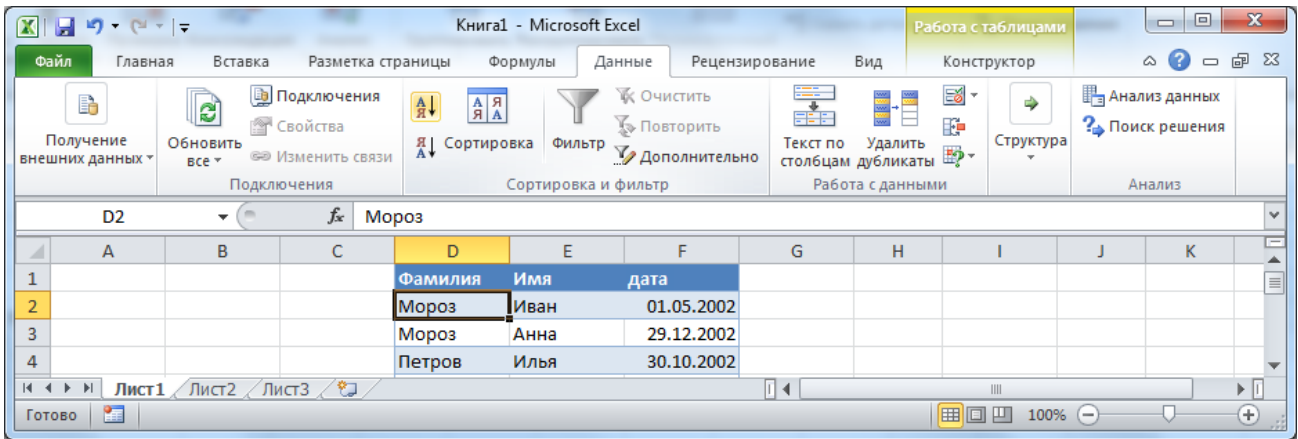 Книга1 - Microsoft Excel
Работа с таблицами
Файл Главная Вставка Разметка страницы Формулы Данные Рецензирование Вид Конструктор
Получение внешних данных
Обновить все
Подключения
Свойства
Изменить связи
Подключения
Сортировка
Фильтр
Очистить
Повторить
Дополнительно
Сортировка и фильтр
Текст по столбцам
Удалить дубликаты
Работа с данными
Структура
Анализ данных
Поиск решения
Анализ
D2 fx Мороз
A B C D E F G H I J K
1 Фамилия Имя дата
2 Мороз Иван 01.05.2002
3 Мороз Анна 29.12.2002
4 Петров Илья 30.10.2002
Лист1 Лист2 Лист3
Готово 100%